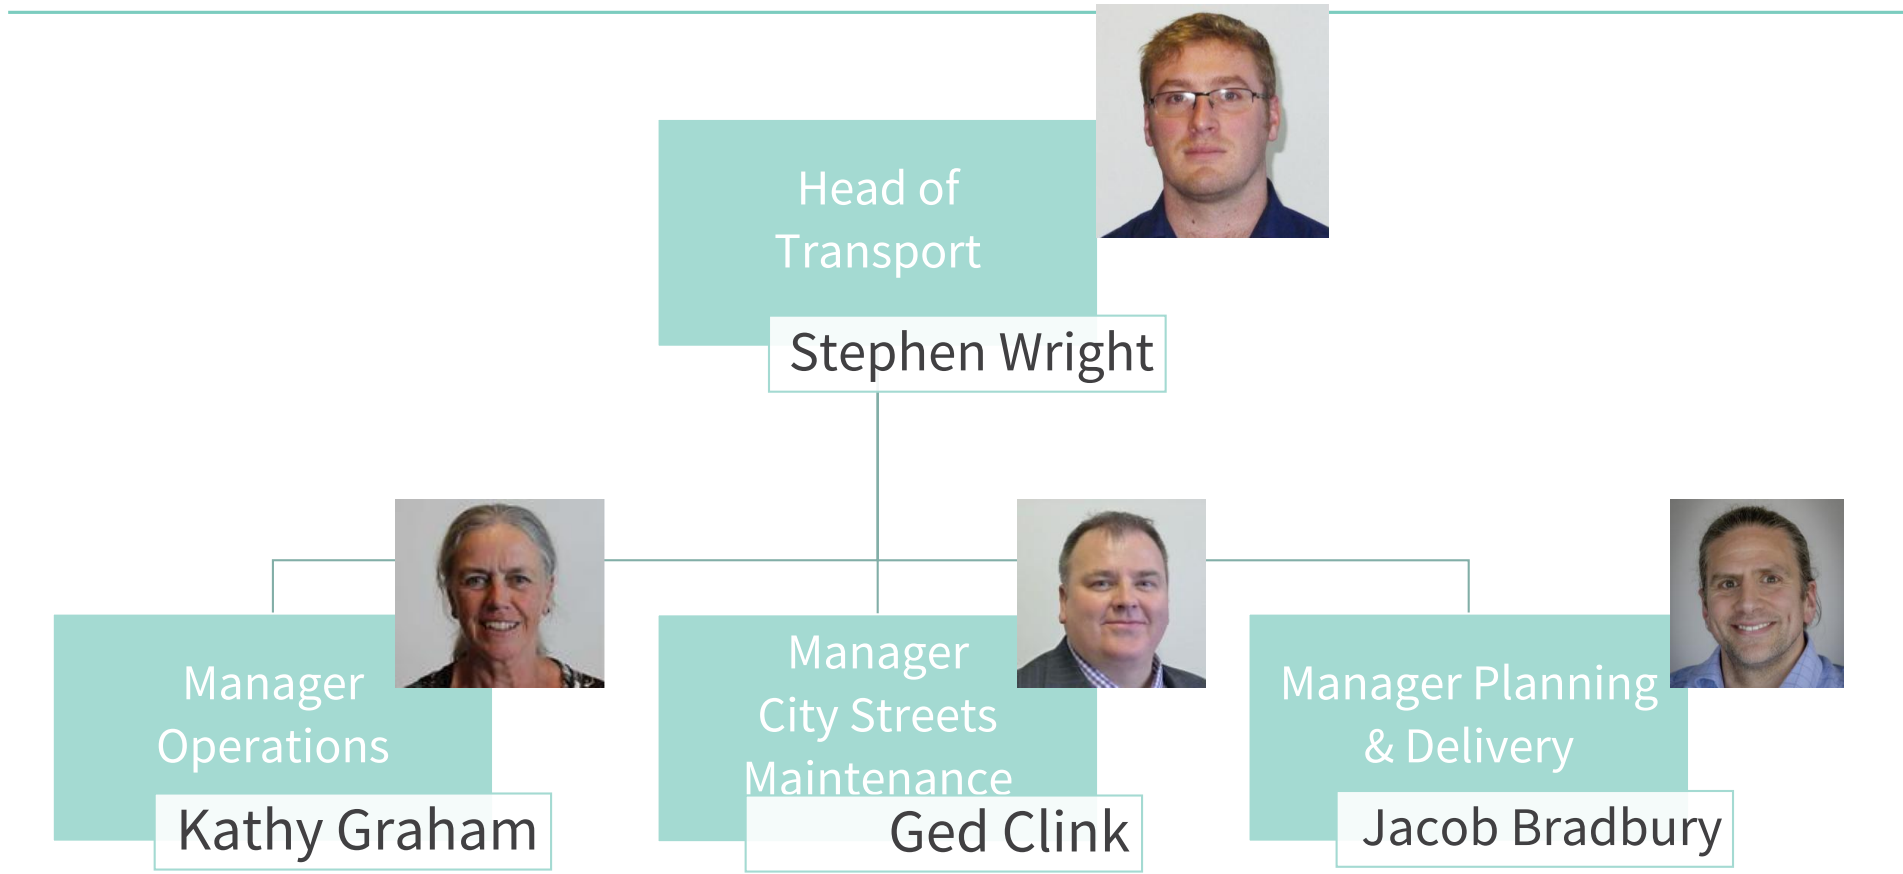 Head of
Transport
Stephen Wright
Manager
Operations
Kathy Graham
Manager
City Streets
Maintenance
Ged Clink
Manager Planning
& Delivery
Jacob Bradbury